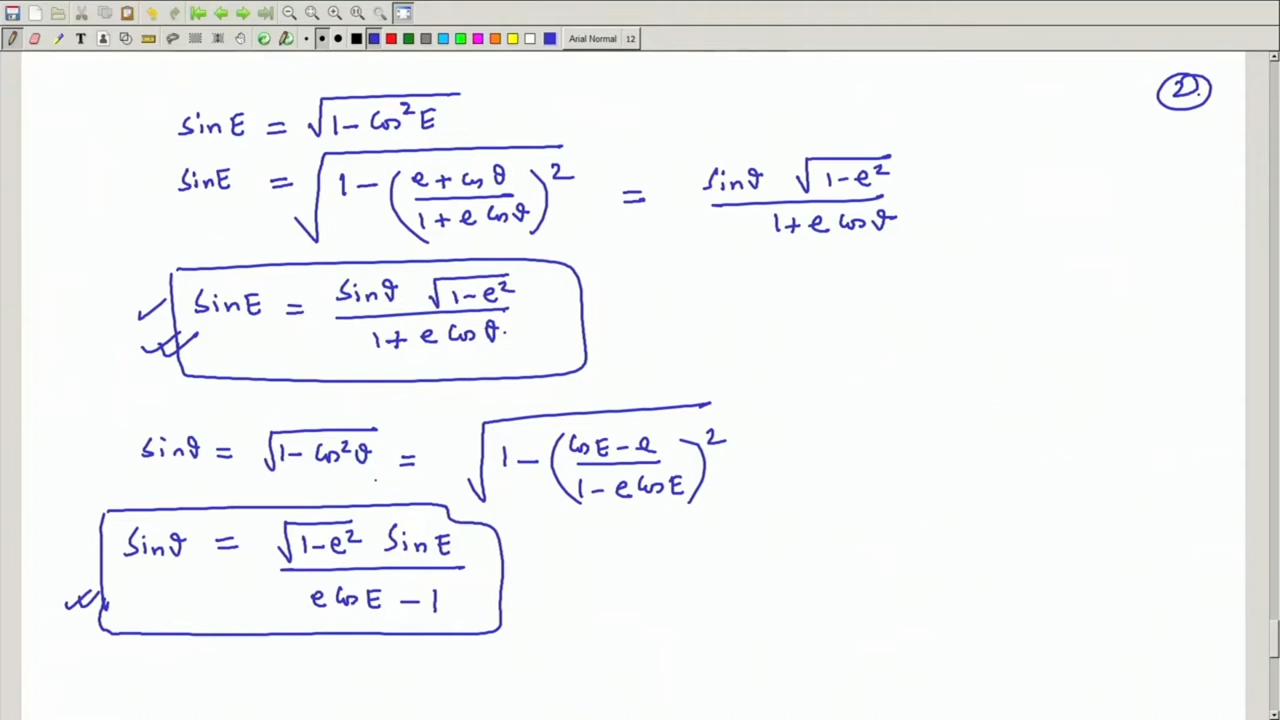 Arial Normal 12
2.
sin E = √(1 - cos² E)
sin E = √(1 - ((e + cos θ)/(1 + e cos θ))²) = (sin θ √(1 - e²))/(1 + e cos θ)
sin E = (sin θ √(1 - e²))/(1 + e cos θ)
sin θ = √(1 - cos² θ) = √(1 - ((cos E - e)/(1 - e cos E))²)
sin θ = (√(1 - e²) sin E)/(e cos E - 1)